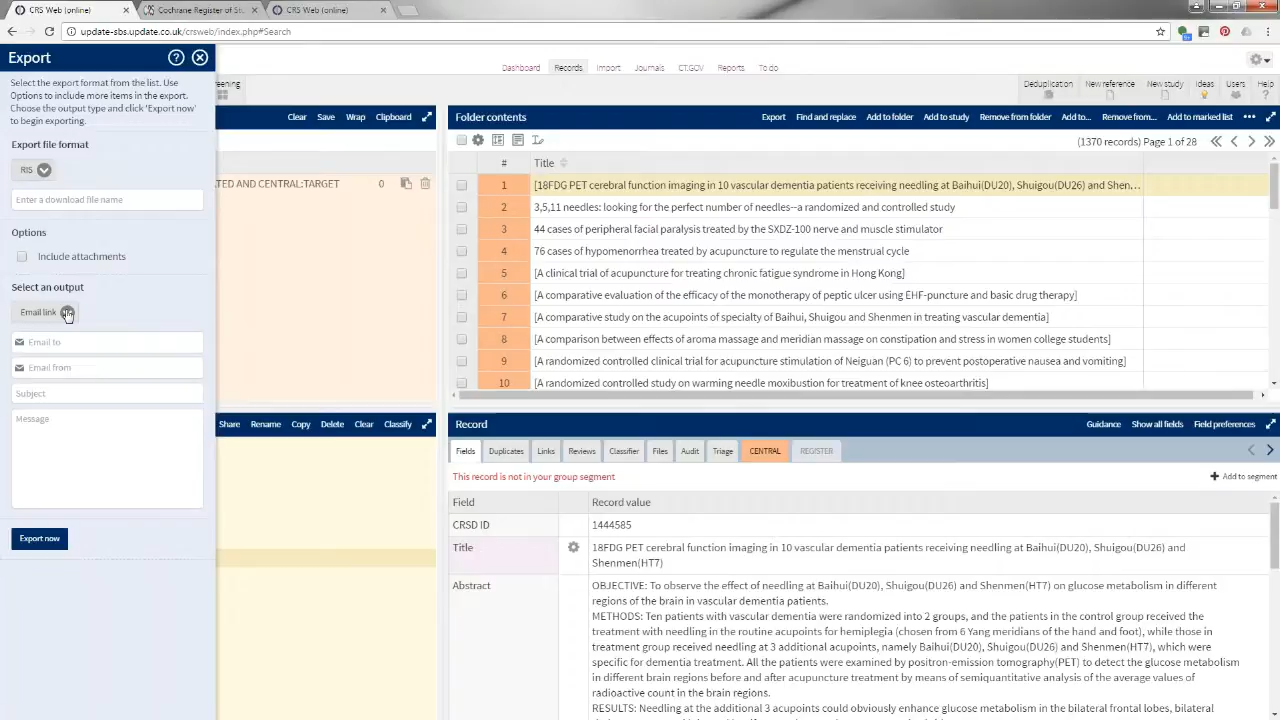 CRS Web (online)
Cochrane Register of St.
CRS Web (online)
update-sbs.update.co.uk/crsweb/index.php#Search
Export
Select the export format from the list. Use
Options to include more items in the export.
Choose the output type and click 'Export now'
to begin exporting.
Export file format
RIS
Enter a download file name
Options
Include attachments
Select an output
Email link
Email to
Email from
Subject
Message
Export now
Dashboard
Records
Import
Journals
CT.GOV
Reports
To do
ening
Deduplication
New reference
New study
Ideas
Users
Help
Clear
Save
Wrap
Clipboard
ATED AND CENTRAL:TARGET
0
Share
Rename
Copy
Delete
Clear
Classify
Folder contents
Export
Find and replace
Add to folder
Add to study
Remove from folder
Add to...
Remove from...
Add to marked list
(1370 records) Page 1 of 28
#
Title
1 [18FDG PET cerebral function imaging in 10 vascular dementia patients receiving needling at Baihui(DU20), Shuigou(DU26) and Shen...
2 3,5,11 needles: looking for the perfect number of needles--a randomized and controlled study
3 44 cases of peripheral facial paralysis treated by the SXDZ-100 nerve and muscle stimulator
4 76 cases of hypomenorrhea treated by acupuncture to regulate the menstrual cycle
5 [A clinical trial of acupuncture for treating chronic fatigue syndrome in Hong Kong]
6 [A comparative evaluation of the efficacy of the monotherapy of peptic ulcer using EHF-puncture and basic drug therapy]
7 [A comparative study on the acupoints of specialty of Baihui, Shuigou and Shenmen in treating vascular dementia]
8 [A comparison between effects of aroma massage and meridian massage on constipation and stress in women college students]
9 [A randomized controlled clinical trial for acupuncture stimulation of Neiguan (PC 6) to prevent postoperative nausea and vomiting]
10 [A randomized controlled study on warming needle moxibustion for treatment of knee osteoarthritis]
Record
Guidance
Show all fields
Field preferences
Fields
Duplicates
Links
Reviews
Classifier
Files
Audit
Triage
CENTRAL
REGISTER
This record is not in your group segment
Add to segment
Field
Record value
CRSD ID
1444585
Title
18FDG PET cerebral function imaging in 10 vascular dementia patients receiving needling at Baihui(DU20), Shuigou(DU26) and
Shenmen(HT7)
Abstract
OBJECTIVE: To observe the effect of needling at Baihui(DU20), Shuigou(DU26) and Shenmen(HT7) on glucose metabolism in different
regions of the brain in vascular dementia patients.
METHODS: Ten patients with vascular dementia were randomized into 2 groups, and the patients in the control group received the
treatment with needling in the routine acupoints for hemiplegia (chosen from 6 Yang meridians of the hand and foot), while those in
treatment group received needling at 3 additional acupoints, namely Baihui(DU20), Shuigou(DU26) and Shenmen(HT7), which were
specific for dementia treatment. All the patients were examined by positron-emission tomography(PET) to detect the glucose metabolism
in different brain regions before and after acupuncture treatment by means of semiquantitative analysis of the average values of
radioactive count in the brain regions.
RESULTS: Needling at the additional 3 acupoints could obviously enhance glucose metabolism in the bilateral frontal lobes, bilateral